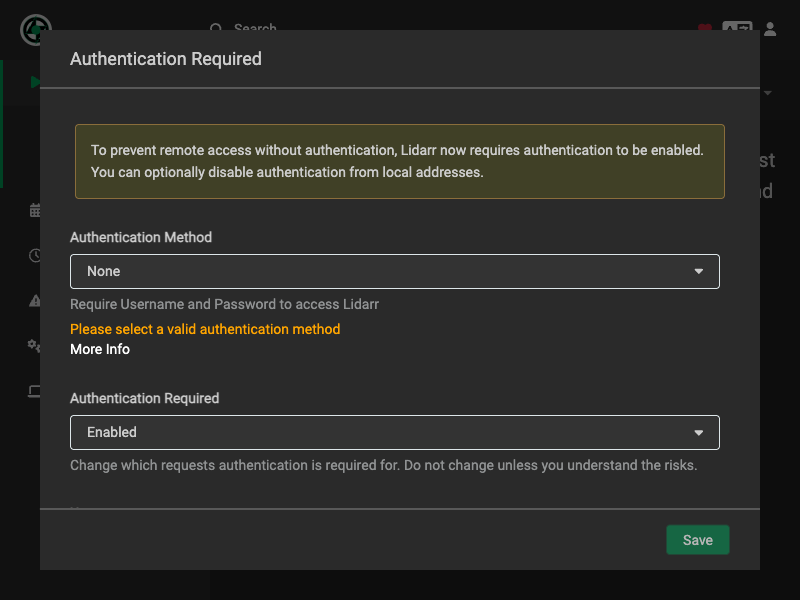 Search
Authentication Required
To prevent remote access without authentication, Lidarr now requires authentication to be enabled.
You can optionally disable authentication from local addresses.
Authentication Method
None
Require Username and Password to access Lidarr
Please select a valid authentication method
More Info
Authentication Required
Enabled
Change which requests authentication is required for. Do not change unless you understand the risks.
Save